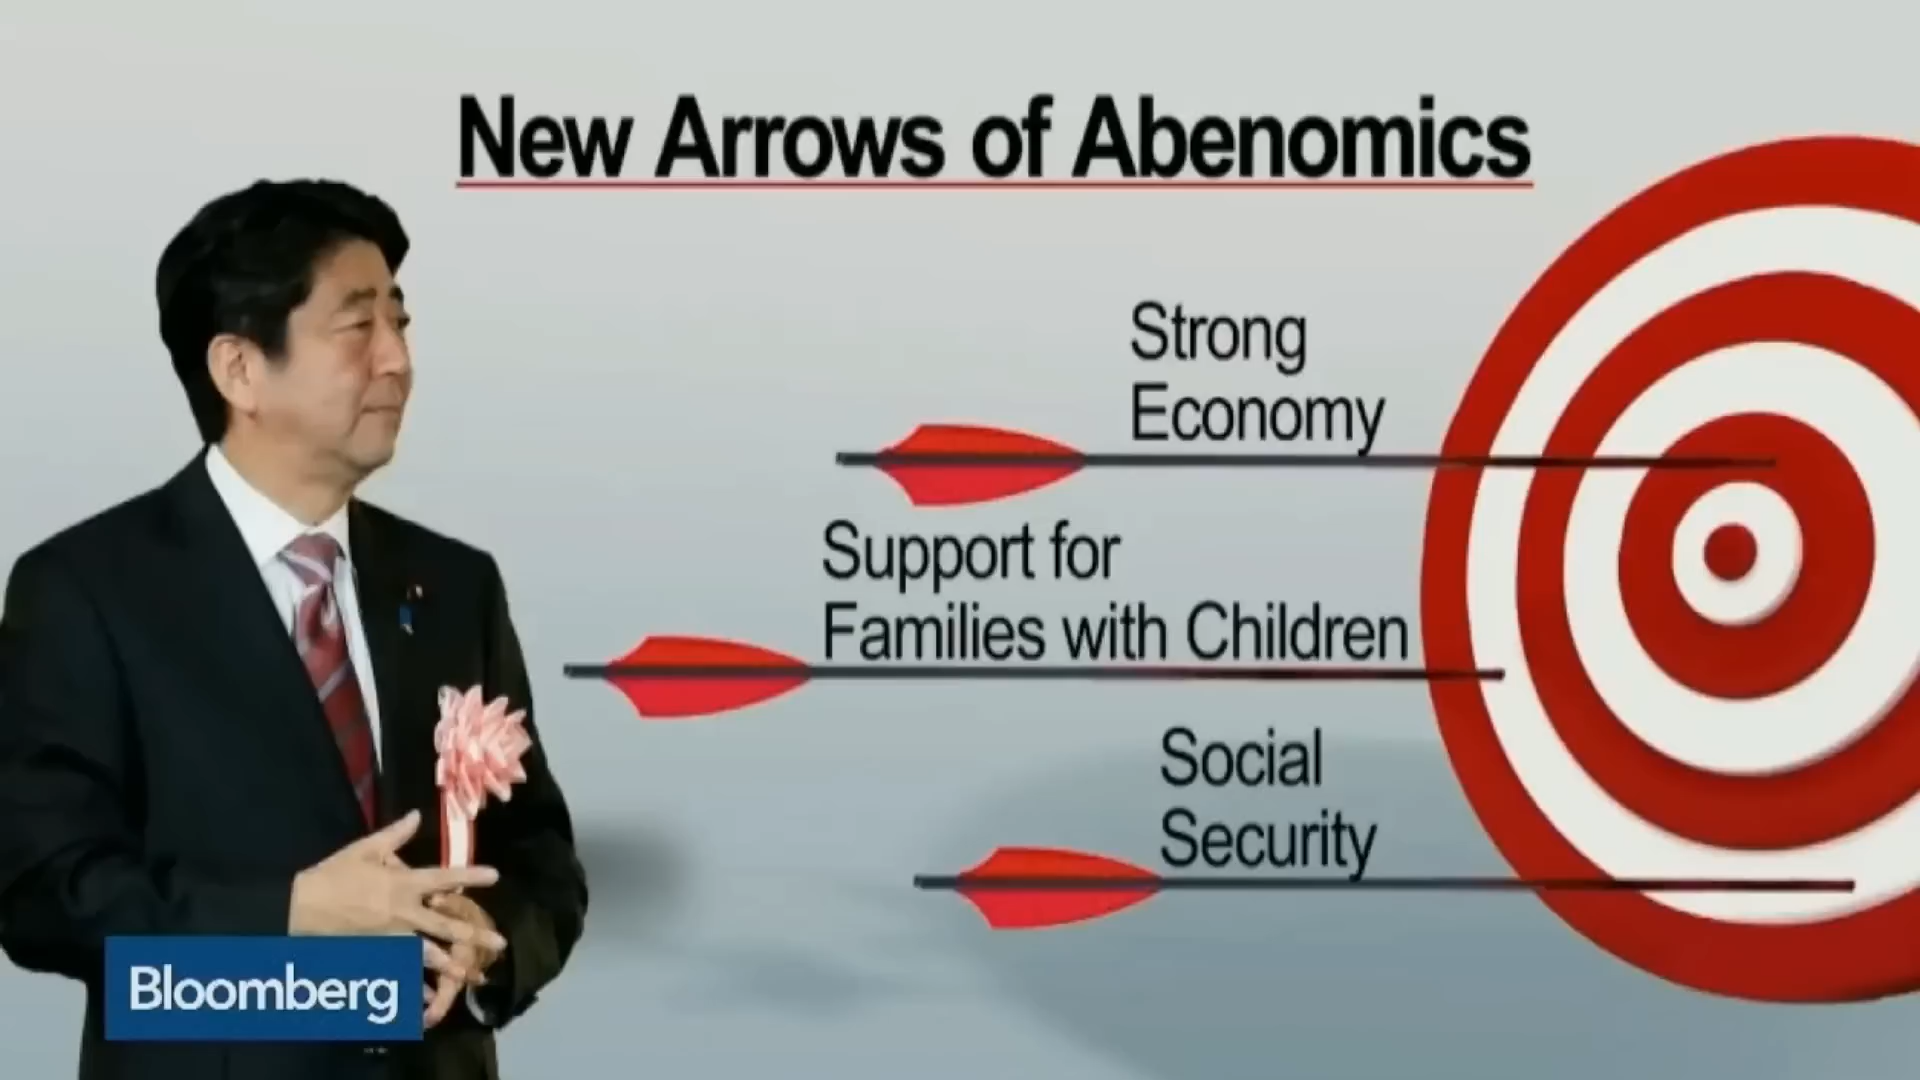 New Arrows of Abenomics
Strong
Economy
Support for
Families with Children
Social
Security
Bloomberg